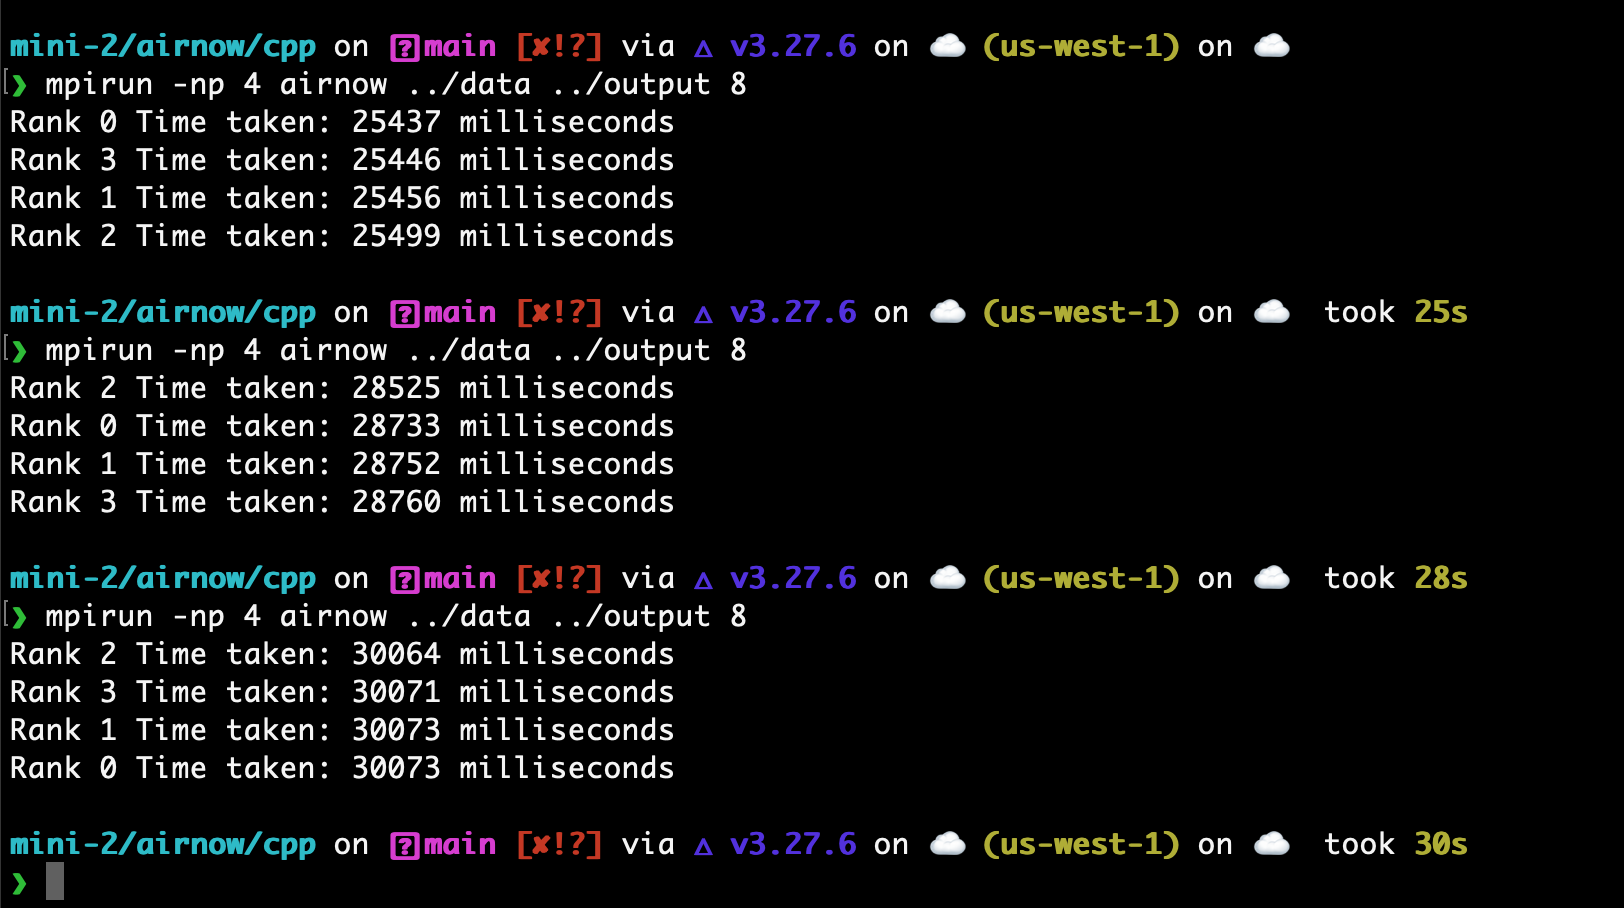 mini-2/airnow/cpp on ?main [✘!?] via △ v3.27.6 on ☁️ (us-west-1) on ☁️
❯ mpirun -np 4 airnow ../data ../output 8
Rank 0 Time taken: 25437 milliseconds
Rank 3 Time taken: 25446 milliseconds
Rank 1 Time taken: 25456 milliseconds
Rank 2 Time taken: 25499 milliseconds
mini-2/airnow/cpp on ?main [✘!?] via △ v3.27.6 on ☁️ (us-west-1) on ☁️ took 25s
❯ mpirun -np 4 airnow ../data ../output 8
Rank 2 Time taken: 28525 milliseconds
Rank 0 Time taken: 28733 milliseconds
Rank 1 Time taken: 28752 milliseconds
Rank 3 Time taken: 28760 milliseconds
mini-2/airnow/cpp on ?main [✘!?] via △ v3.27.6 on ☁️ (us-west-1) on ☁️ took 28s
❯ mpirun -np 4 airnow ../data ../output 8
Rank 2 Time taken: 30064 milliseconds
Rank 3 Time taken: 30071 milliseconds
Rank 1 Time taken: 30073 milliseconds
Rank 0 Time taken: 30073 milliseconds
mini-2/airnow/cpp on ?main [✘!?] via △ v3.27.6 on ☁️ (us-west-1) on ☁️ took 30s
❯